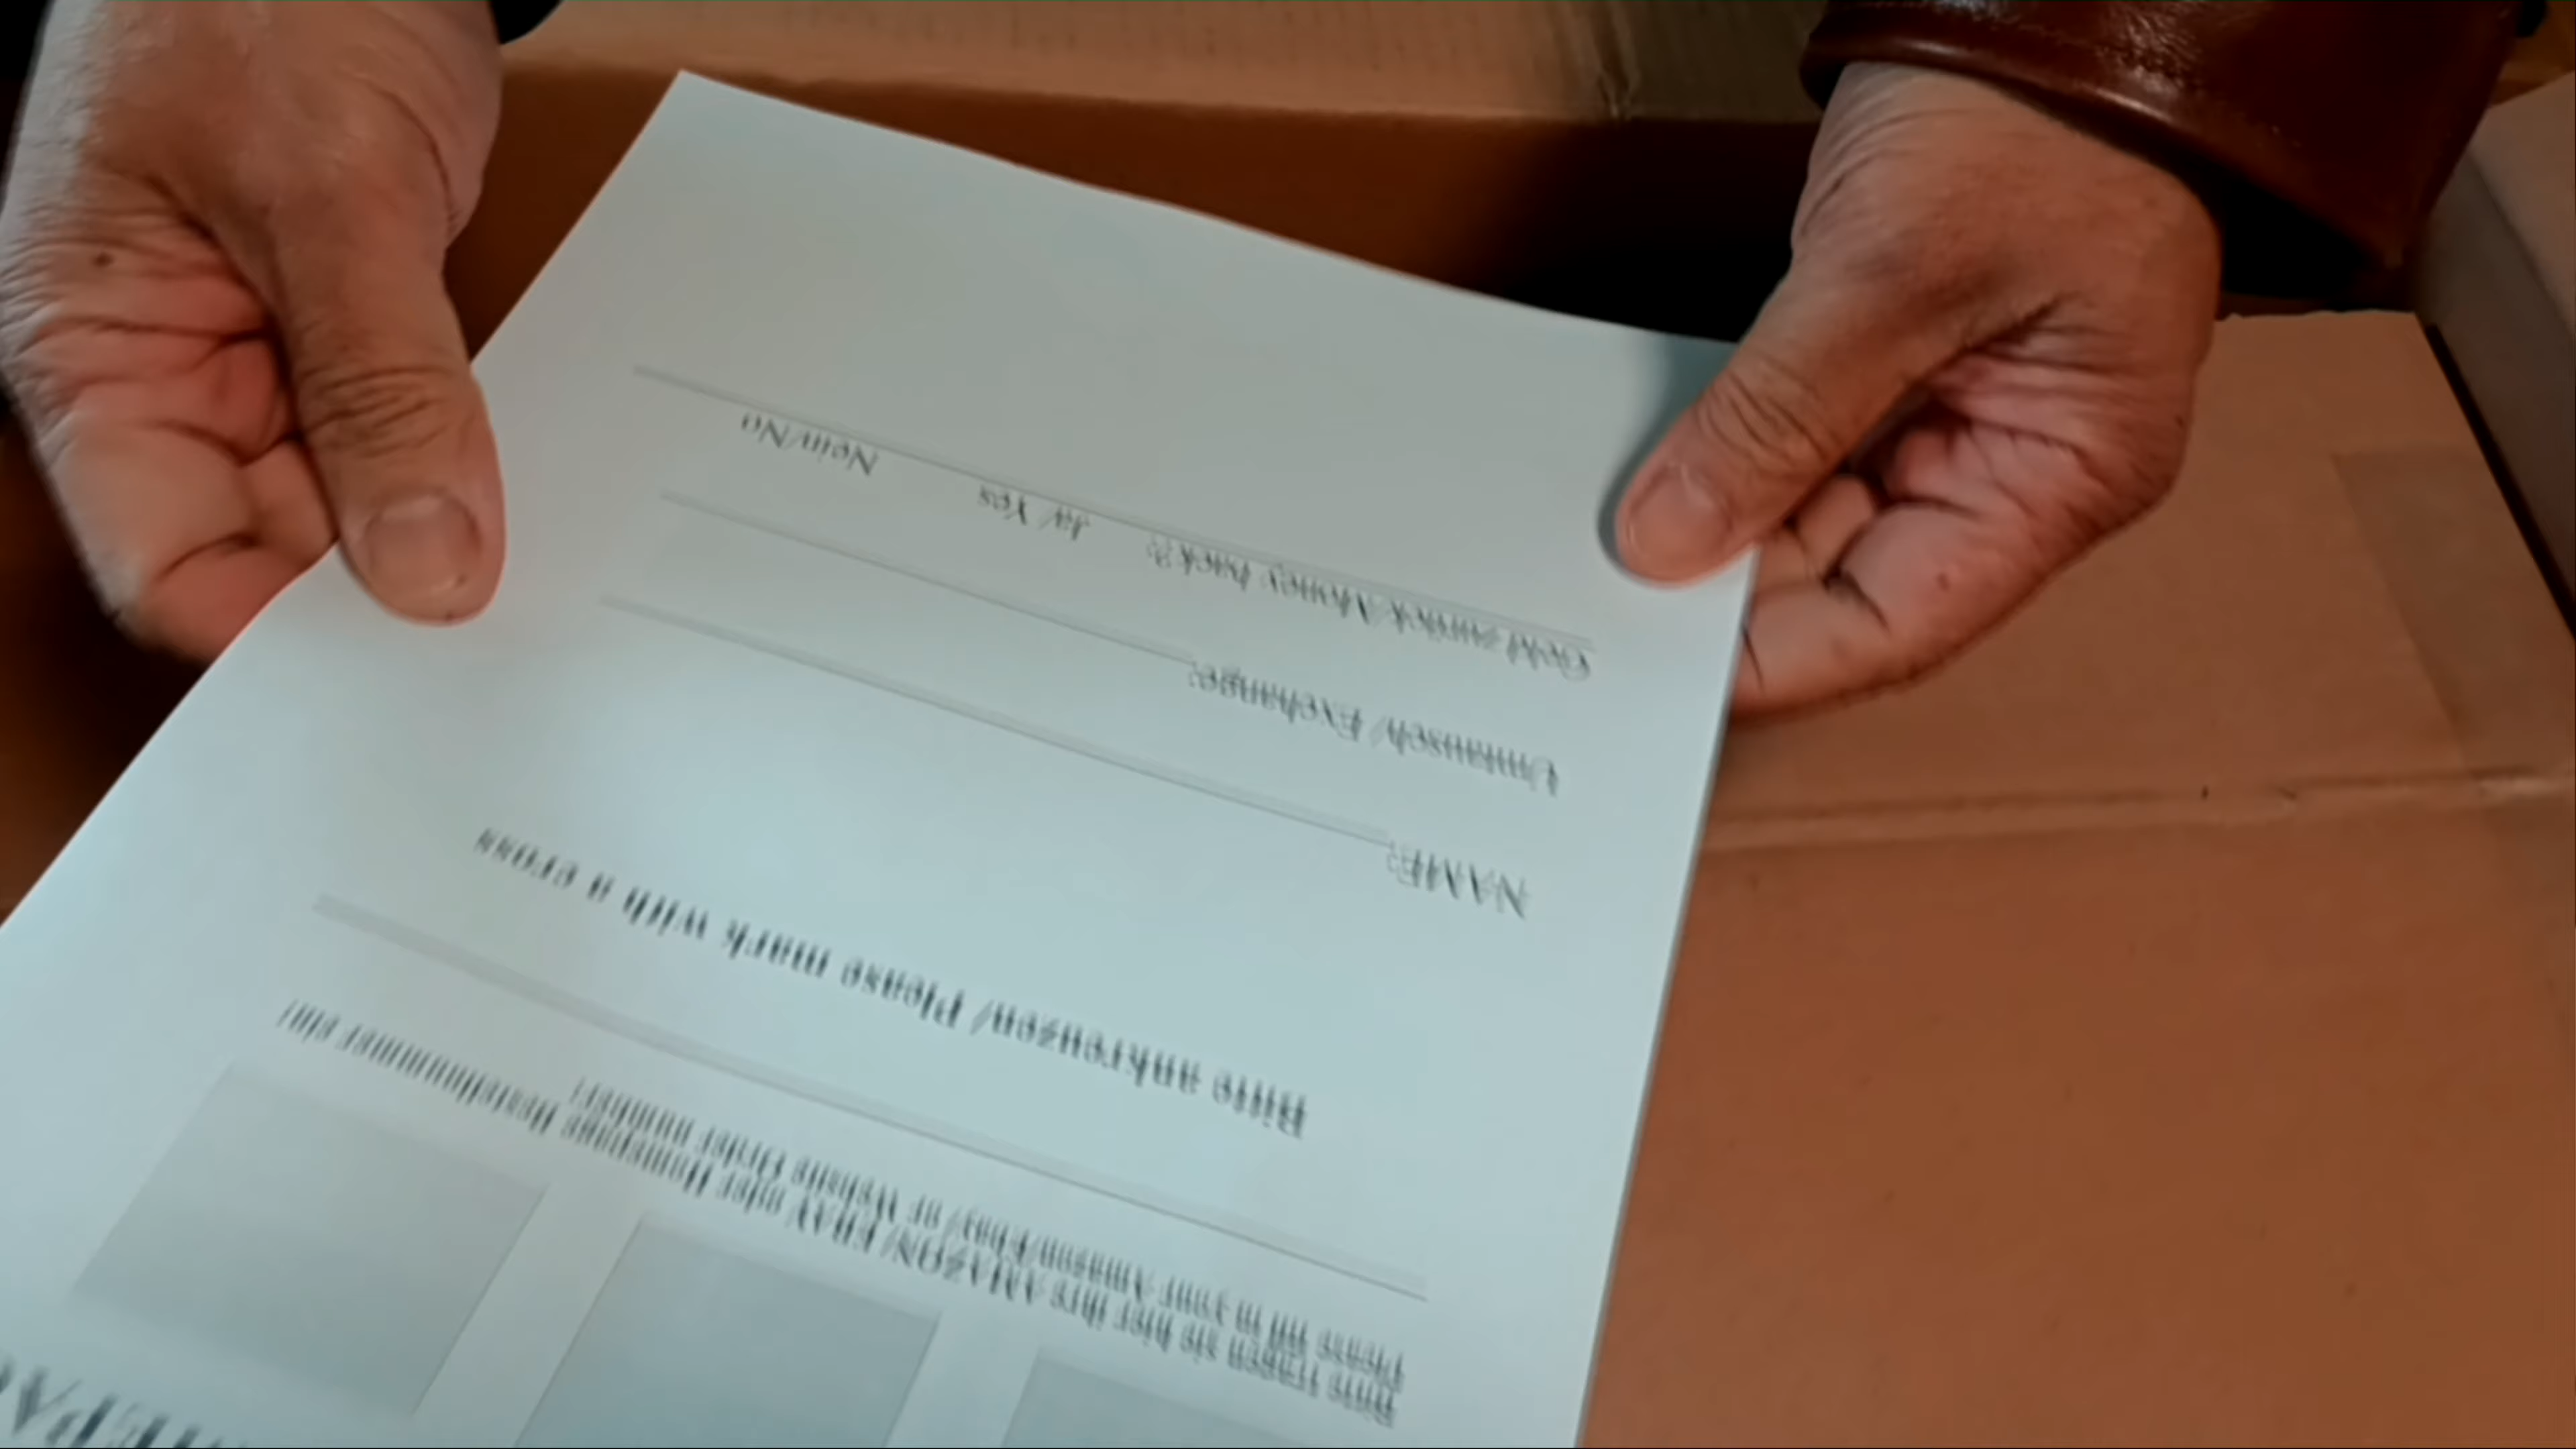 Bitte tragen sie hier ihre AMAZON/ EBAY oder Homepage Bestellnummer ein!
Please fill in your Amazon/Ebay/ or Website Order number!
Bitte ankreuzen/ Please mark with a cross
NAME:
Umtausch/ Exchange:
Geld zurück/Money back? Ja/ Yes Nein/No